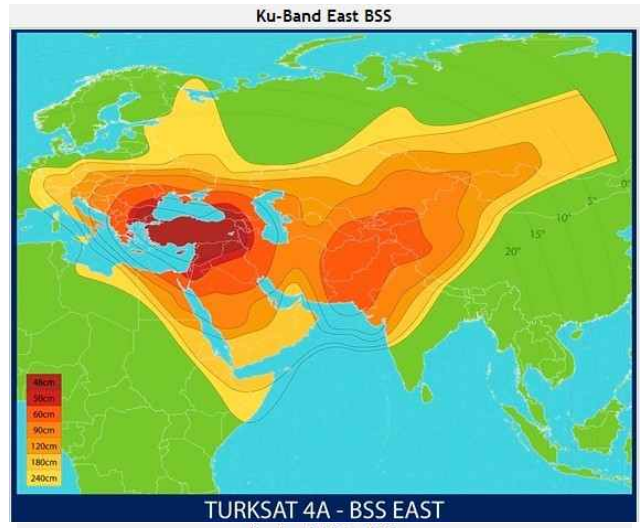 Ku-Band East BSS
0°
5°
10°
15°
20°
48cm
50cm
60cm
90cm
120cm
180cm
240cm
TURKSAT 4A - BSS EAST